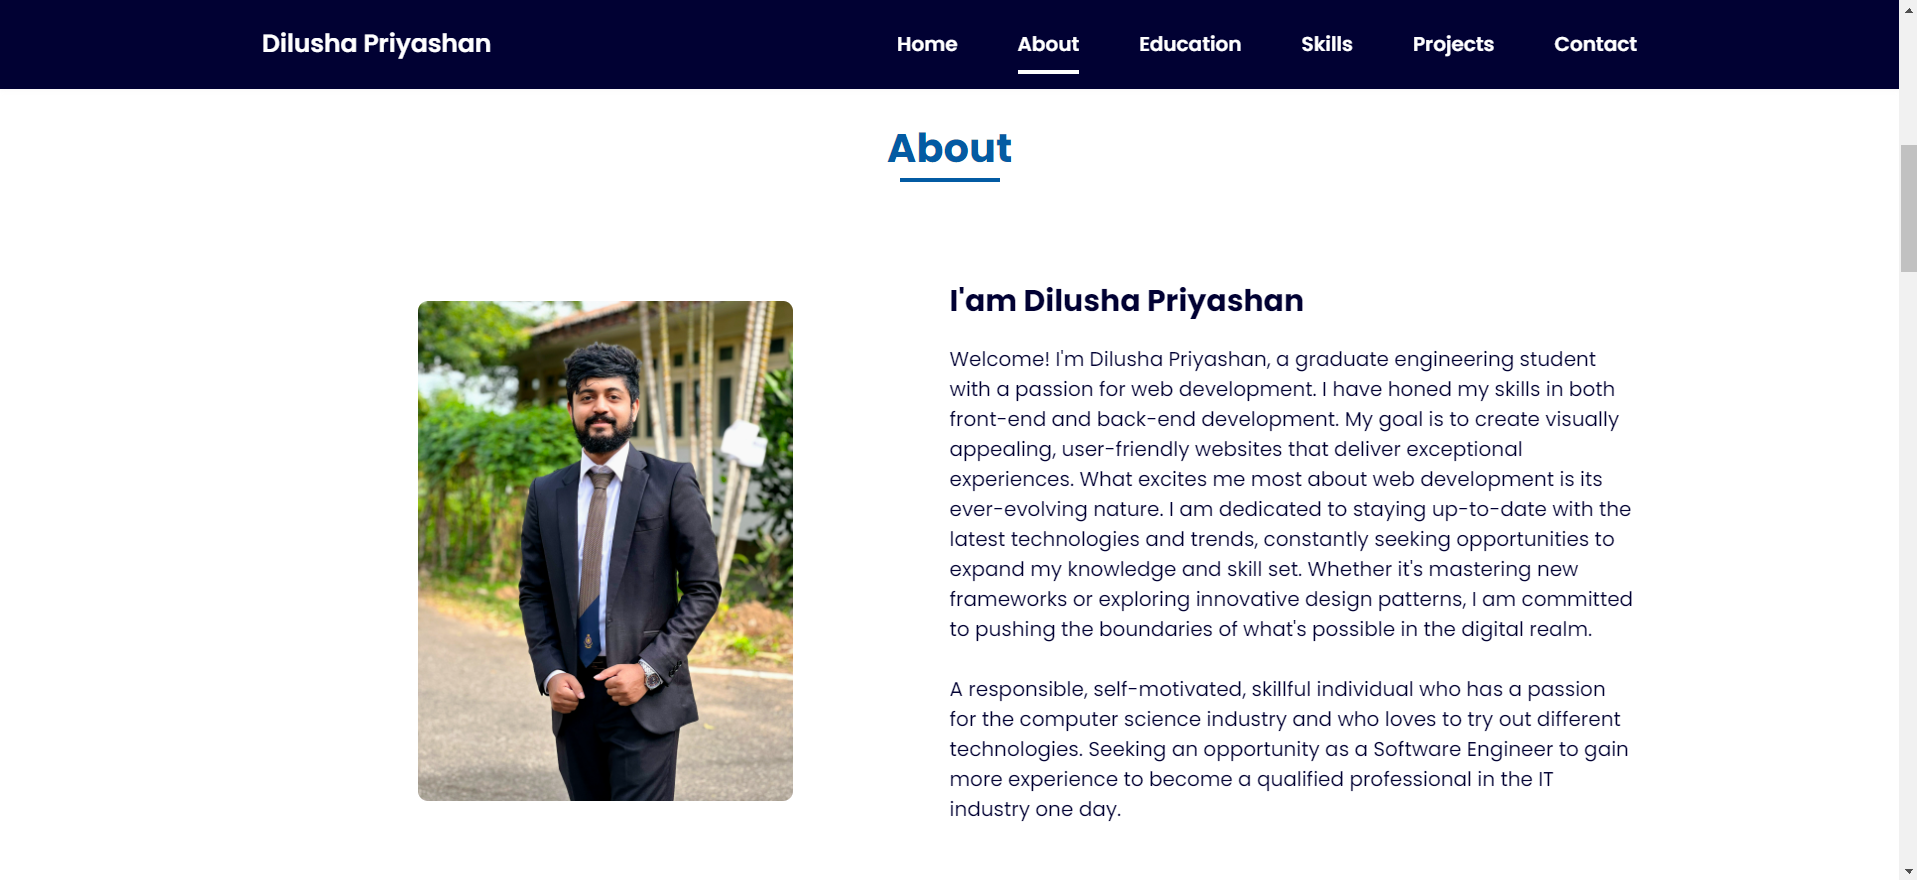 Dilusha Priyashan
Home About Education Skills Projects Contact
About
I'am Dilusha Priyashan
Welcome! I'm Dilusha Priyashan, a graduate engineering student
with a passion for web development. I have honed my skills in both
front-end and back-end development. My goal is to create visually
appealing, user-friendly websites that deliver exceptional
experiences. What excites me most about web development is its
ever-evolving nature. I am dedicated to staying up-to-date with the
latest technologies and trends, constantly seeking opportunities to
expand my knowledge and skill set. Whether it's mastering new
frameworks or exploring innovative design patterns, I am committed
to pushing the boundaries of what's possible in the digital realm.
A responsible, self-motivated, skillful individual who has a passion
for the computer science industry and who loves to try out different
technologies. Seeking an opportunity as a Software Engineer to gain
more experience to become a qualified professional in the IT
industry one day.